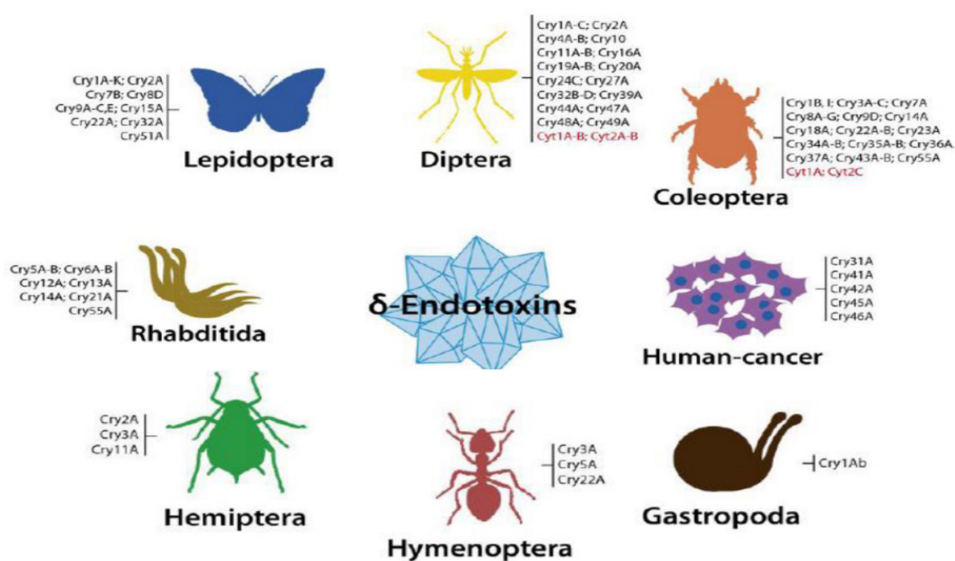 Cry1A-K; Cry2A
Cry7B; Cry8D
Cry9A-C,E; Cry15A
Cry22A; Cry32A
Cry51A
Lepidoptera
Cry1A-C; Cry2A
Cry4A-B; Cry10
Cry11A-B; Cry16A
Cry19A-B; Cry20A
Cry24C; Cry27A
Cry32B-D; Cry39A
Cry44A; Cry47A
Cry48A; Cry49A
Cyt1A-B; Cyt2A-B
Diptera
Cry1B, I; Cry3A-C; Cry7A
Cry8A-G; Cry9D; Cry14A
Cry18A; Cry22A-B; Cry23A
Cry34A-B; Cry35A-B; Cry36A
Cry37A; Cry43A-B; Cry55A
Cyt1A; Cyt2C
Coleoptera
Cry5A-B; Cry6A-B
Cry12A; Cry13A
Cry14A; Cry21A
Cry55A
Rhabditida
δ-Endotoxins
Cry31A
Cry41A
Cry42A
Cry45A
Cry46A
Human-cancer
Cry2A
Cry3A
Cry11A
Hemiptera
Cry3A
Cry5A
Cry22A
Hymenoptera
Cry1Ab
Gastropoda